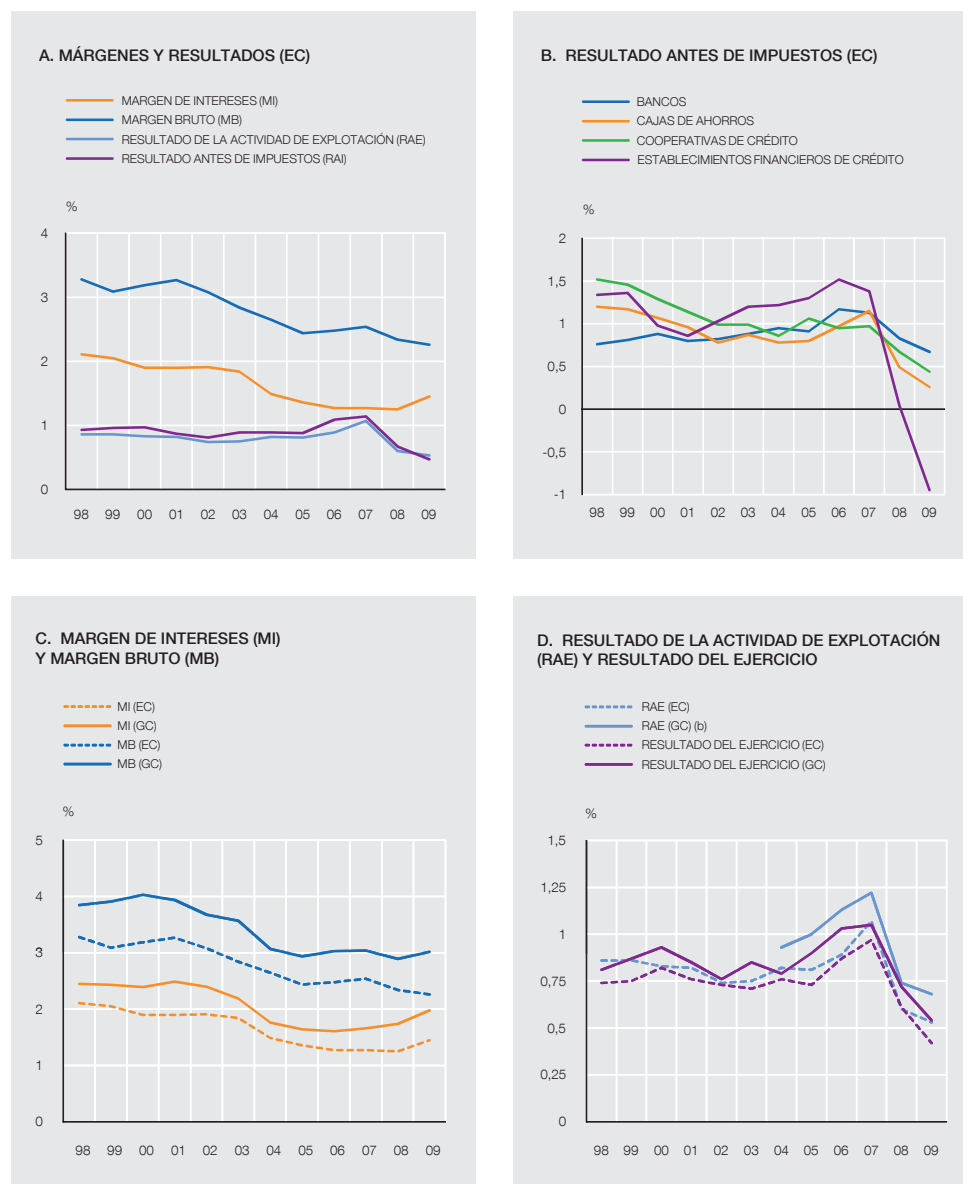 A. MÁRGENES Y RESULTADOS (EC)
MARGEN DE INTERESES (MI)
MARGEN BRUTO (MB)
RESULTADO DE LA ACTIVIDAD DE EXPLOTACIÓN (RAE)
RESULTADO ANTES DE IMPUESTOS (RAI)
%
4
3
2
1
0
98 99 00 01 02 03 04 05 06 07 08 09
B. RESULTADO ANTES DE IMPUESTOS (EC)
BANCOS
CAJAS DE AHORROS
COOPERATIVAS DE CRÉDITO
ESTABLECIMIENTOS FINANCIEROS DE CRÉDITO
%
2
1,5
1
0,5
0
-0,5
-1
98 99 00 01 02 03 04 05 06 07 08 09
C. MARGEN DE INTERESES (MI)
Y MARGEN BRUTO (MB)
MI (EC)
MI (GC)
MB (EC)
MB (GC)
%
5
4
3
2
1
0
98 99 00 01 02 03 04 05 06 07 08 09
D. RESULTADO DE LA ACTIVIDAD DE EXPLOTACIÓN
(RAE) Y RESULTADO DEL EJERCICIO
RAE (EC)
RAE (GC) (b)
RESULTADO DEL EJERCICIO (EC)
RESULTADO DEL EJERCICIO (GC)
%
1,5
1,25
1
0,75
0,5
0,25
0
98 99 00 01 02 03 04 05 06 07 08 09